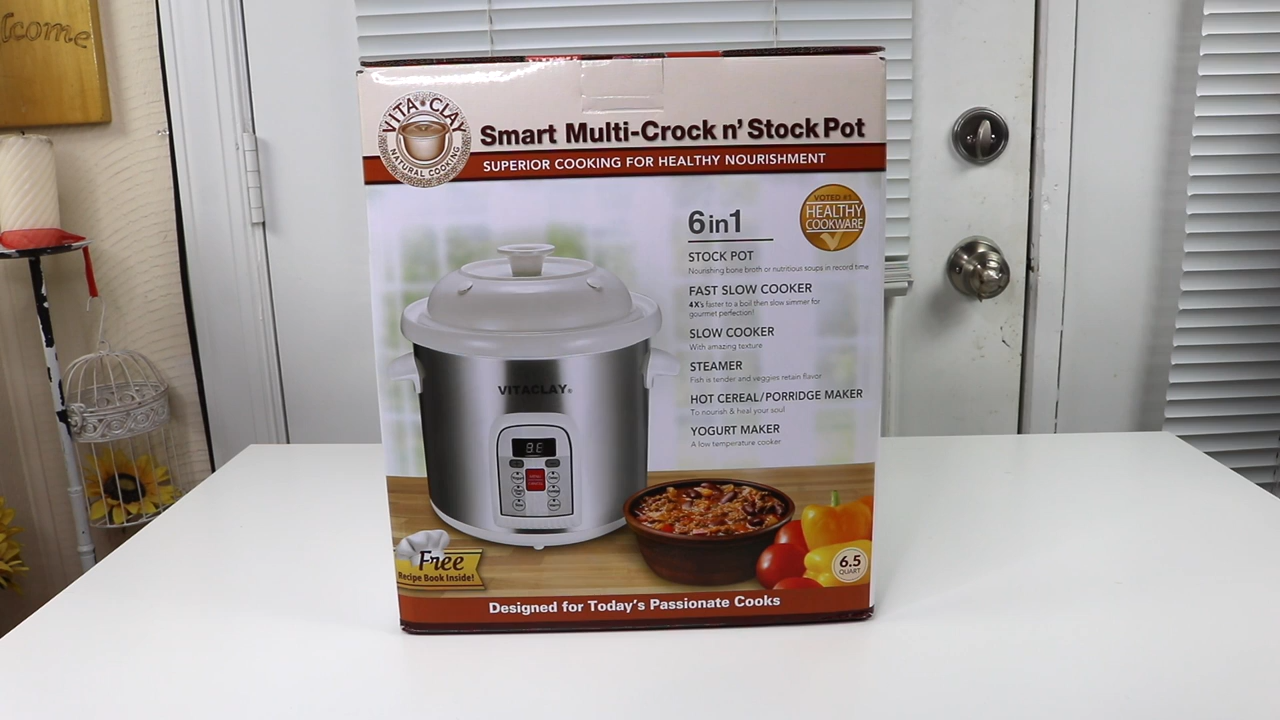 lcome
VITA CLAY
NATURAL COOKING
Smart Multi-Crock n' Stock Pot
SUPERIOR COOKING FOR HEALTHY NOURISHMENT
6in1
VOTED #1
HEALTHY
COOKWARE
STOCK POT
Nourishing bone broth or nutritious soups in record time
FAST SLOW COOKER
4X's faster to a boil then slow simmer for
gourmet perfection!
SLOW COOKER
With amazing texture
STEAMER
Fish is tender and veggies retain flavor
HOT CEREAL/PORRIDGE MAKER
To nourish & heal your soul
YOGURT MAKER
A low temperature cooker
VITACLAY®
Free
Recipe Book Inside!
6.5
QUART
Designed for Today's Passionate Cooks